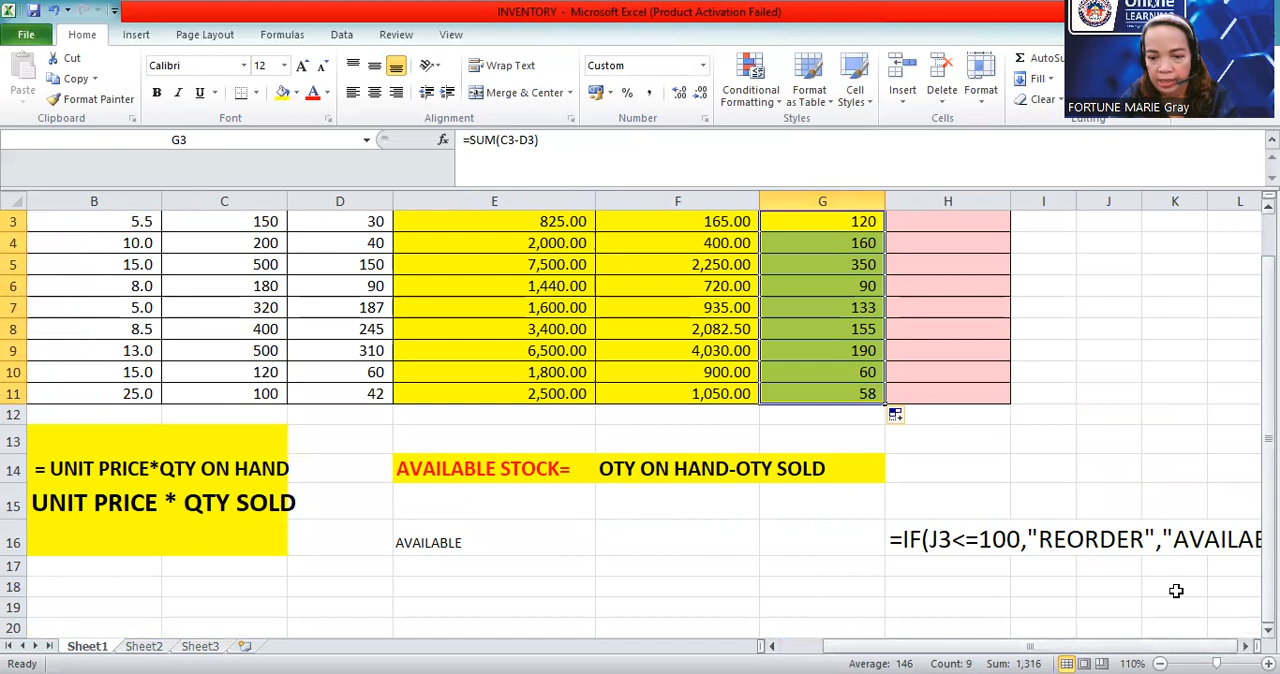 INVENTORY - Microsoft Excel (Product Activation Failed)
File Home Insert Page Layout Formulas Data Review View
Online
LEARNING
FORTUNE MARIE Gray
Paste
Cut
Copy
Format Painter
Clipboard
Calibri 12
B I U
Font
Wrap Text
Merge & Center
Alignment
Custom
Number
Conditional Formatting
Format as Table
Cell Styles
Styles
Insert Delete Format
Cells
Σ AutoSu
Fill
Clear
Editing
G3 fx =SUM(C3-D3)
B C D E F G H I J K L
3 5.5 150 30 825.00 165.00 120
4 10.0 200 40 2,000.00 400.00 160
5 15.0 500 150 7,500.00 2,250.00 350
6 8.0 180 90 1,440.00 720.00 90
7 5.0 320 187 1,600.00 935.00 133
8 8.5 400 245 3,400.00 2,082.50 155
9 13.0 500 310 6,500.00 4,030.00 190
10 15.0 120 60 1,800.00 900.00 60
11 25.0 100 42 2,500.00 1,050.00 58
12
13
14 = UNIT PRICE*QTY ON HAND AVAILABLE STOCK= OTY ON HAND-OTY SOLD
15 UNIT PRICE * QTY SOLD
16 AVAILABLE =IF(J3<=100,"REORDER","AVAILAB
17
18
19
20
Sheet1 Sheet2 Sheet3
Ready Average: 146 Count: 9 Sum: 1,316 110%